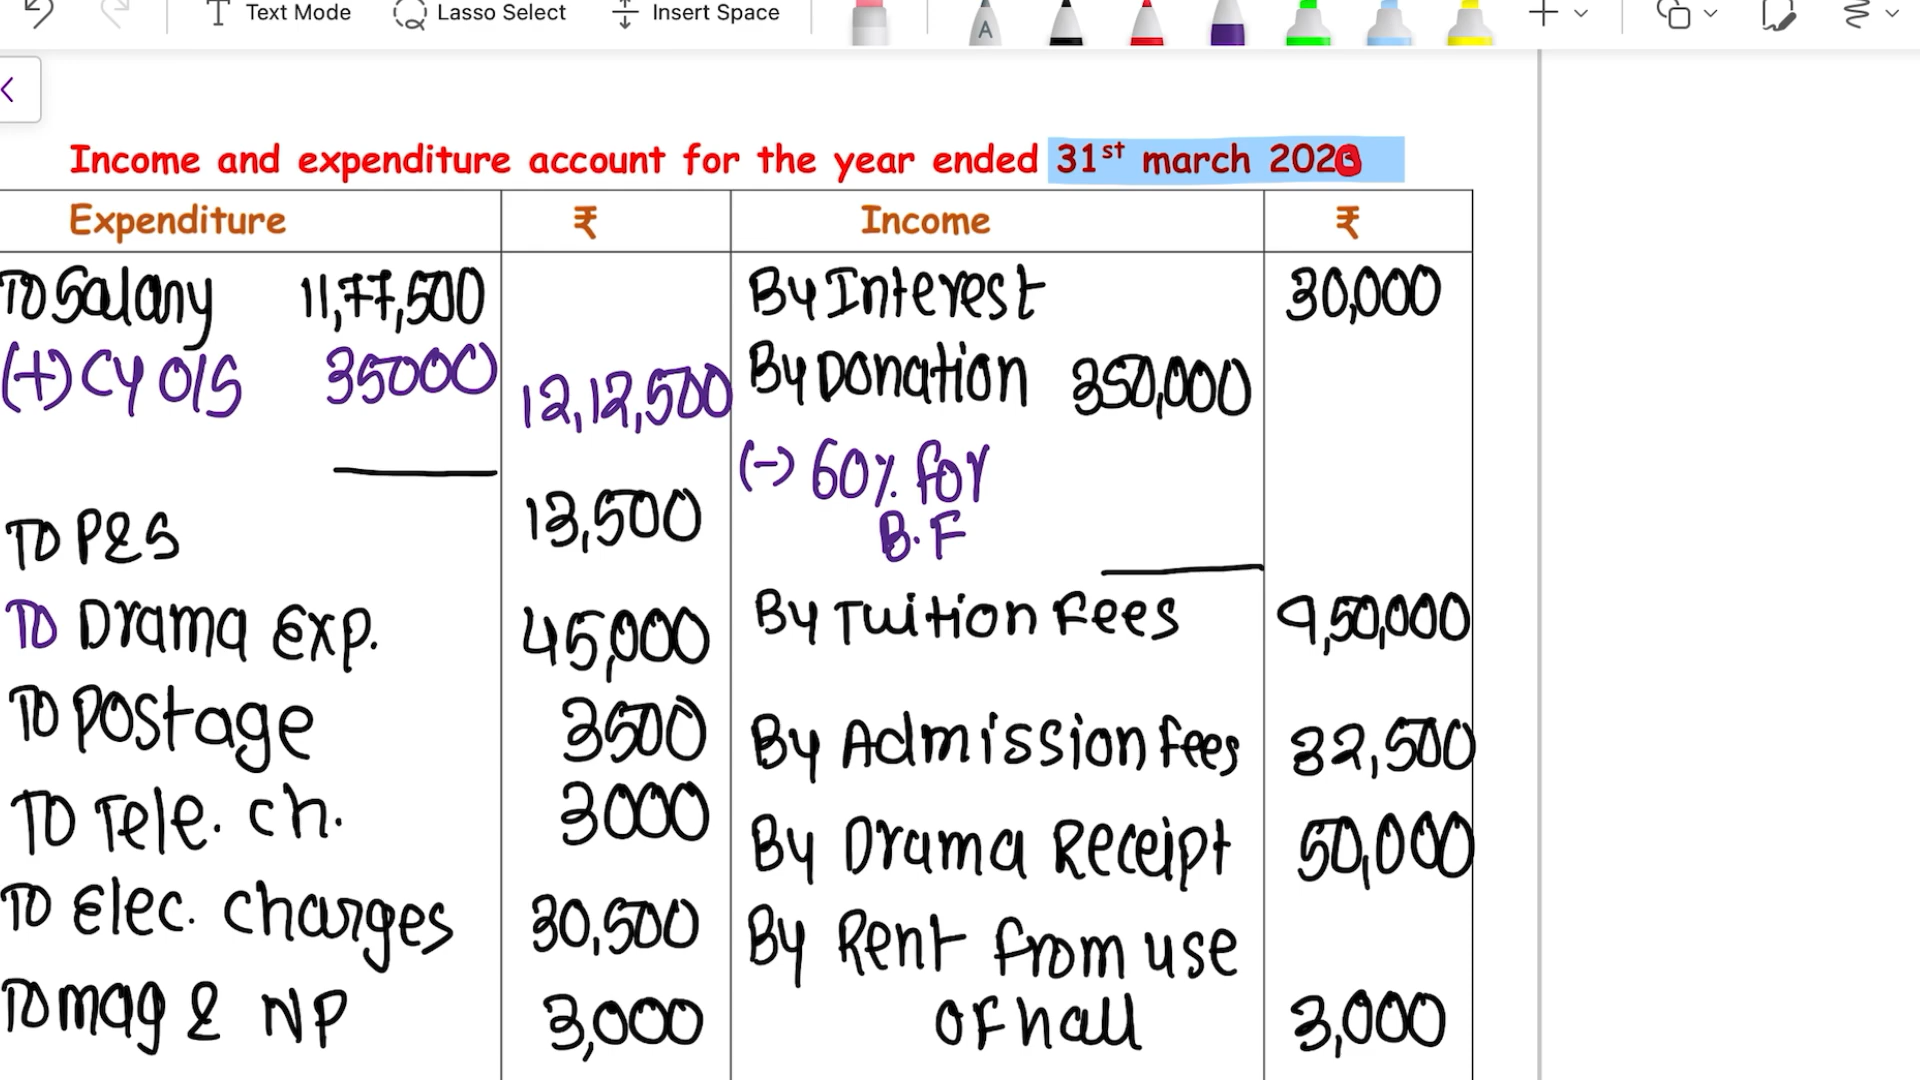 Text Mode Lasso Select Insert Space
A
Income and expenditure account for the year ended 31st march 2023
Expenditure ₹ Income ₹
TO Salary 11,77,500 By Interest 30,000
(+) CY O/S 35000 12,12,500 By Donation 350,000
(-) 60% for
B.F
TO P&S 13,500
TO Drama Exp. 45,000 By Tuition Fees 9,50,000
TO Postage 3500 By Admission Fees 32,500
TO Tele. ch. 3000 By Drama Receipt 50,000
TO Elec. charges 30,500 By Rent from use
TO mag & NP 3,000 of hall 3,000